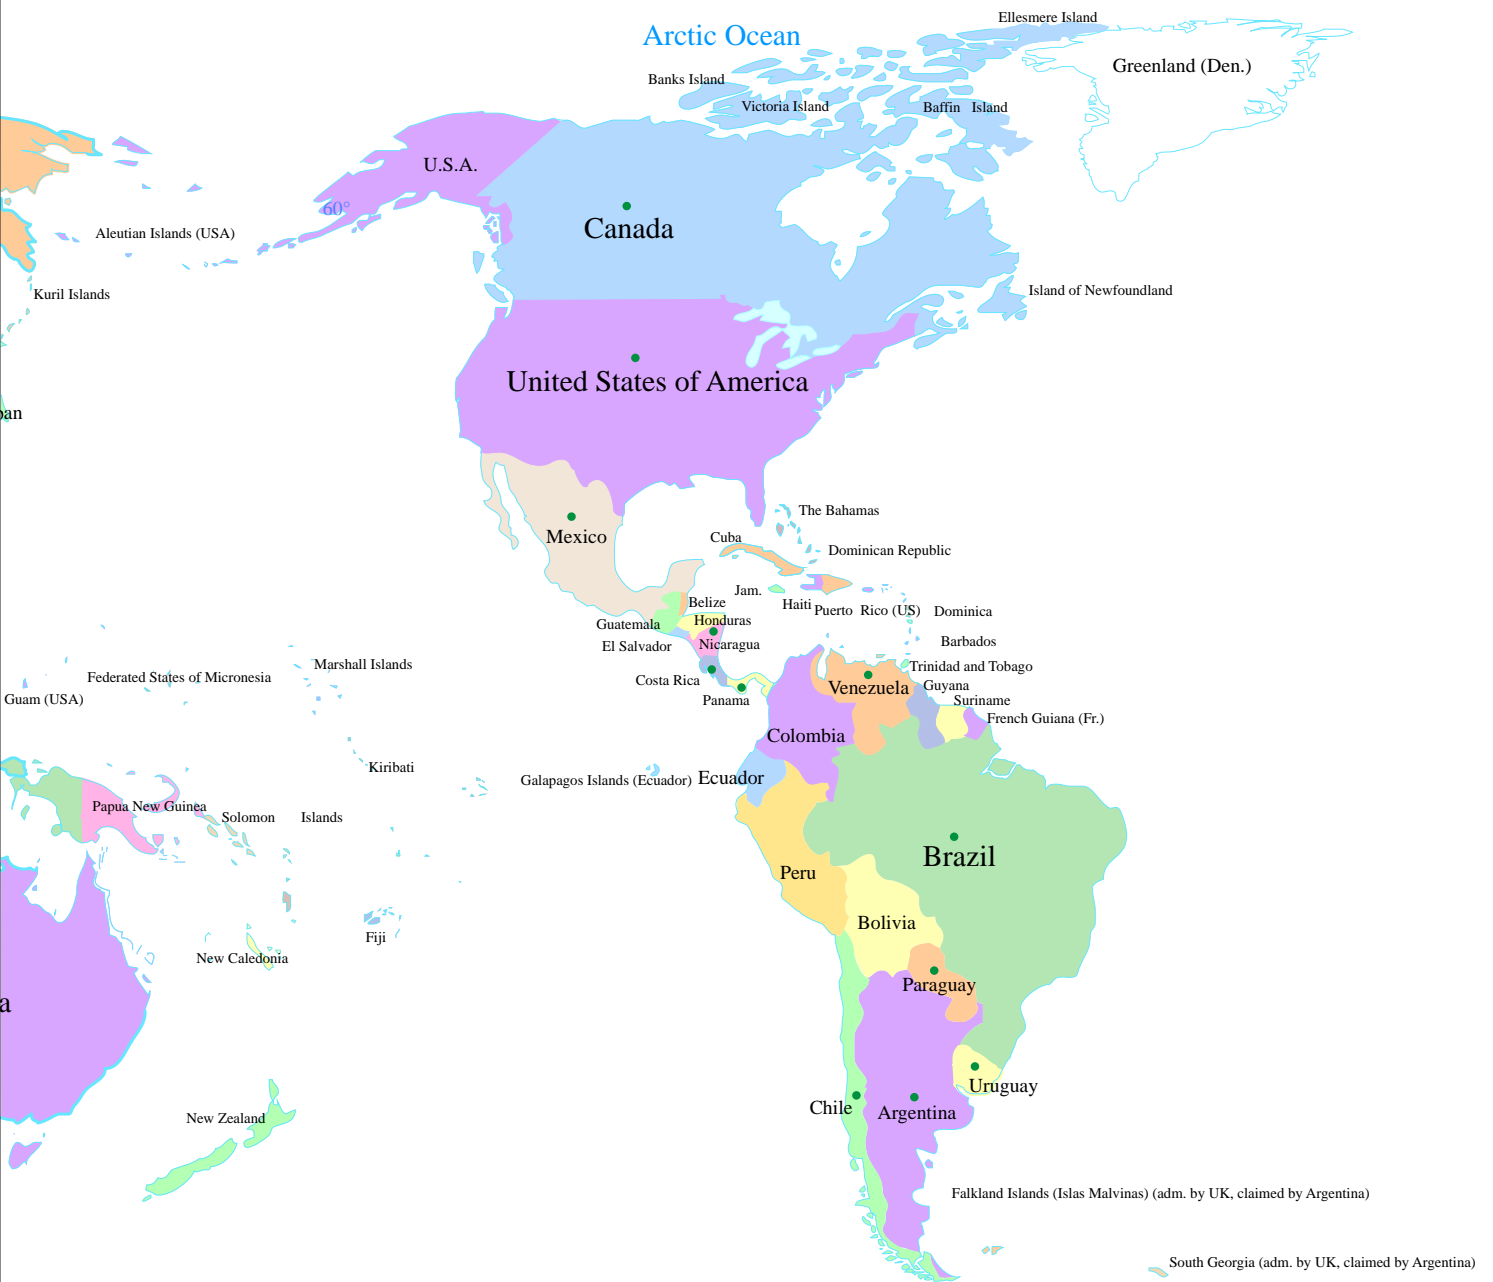 Ellesmere Island
Arctic Ocean
Greenland (Den.)
Banks Island
Victoria Island
Baffin Island
U.S.A.
60°
Canada
Aleutian Islands (USA)
Kuril Islands
Island of Newfoundland
United States of America
pan
The Bahamas
Mexico
Cuba
Dominican Republic
Jam.
Belize
Haiti
Puerto Rico (US)
Dominica
Guatemala
Honduras
El Salvador
Nicaragua
Barbados
Marshall Islands
Trinidad and Tobago
Federated States of Micronesia
Costa Rica
Venezuela
Guyana
Guam (USA)
Panama
Suriname
French Guiana (Fr.)
Colombia
Kiribati
Galapagos Islands (Ecuador)
Ecuador
Papua New Guinea
Solomon Islands
Brazil
Peru
Bolivia
Fiji
New Caledonia
Paraguay
a
Uruguay
Chile
Argentina
New Zealand
Falkland Islands (Islas Malvinas) (adm. by UK, claimed by Argentina)
South Georgia (adm. by UK, claimed by Argentina)